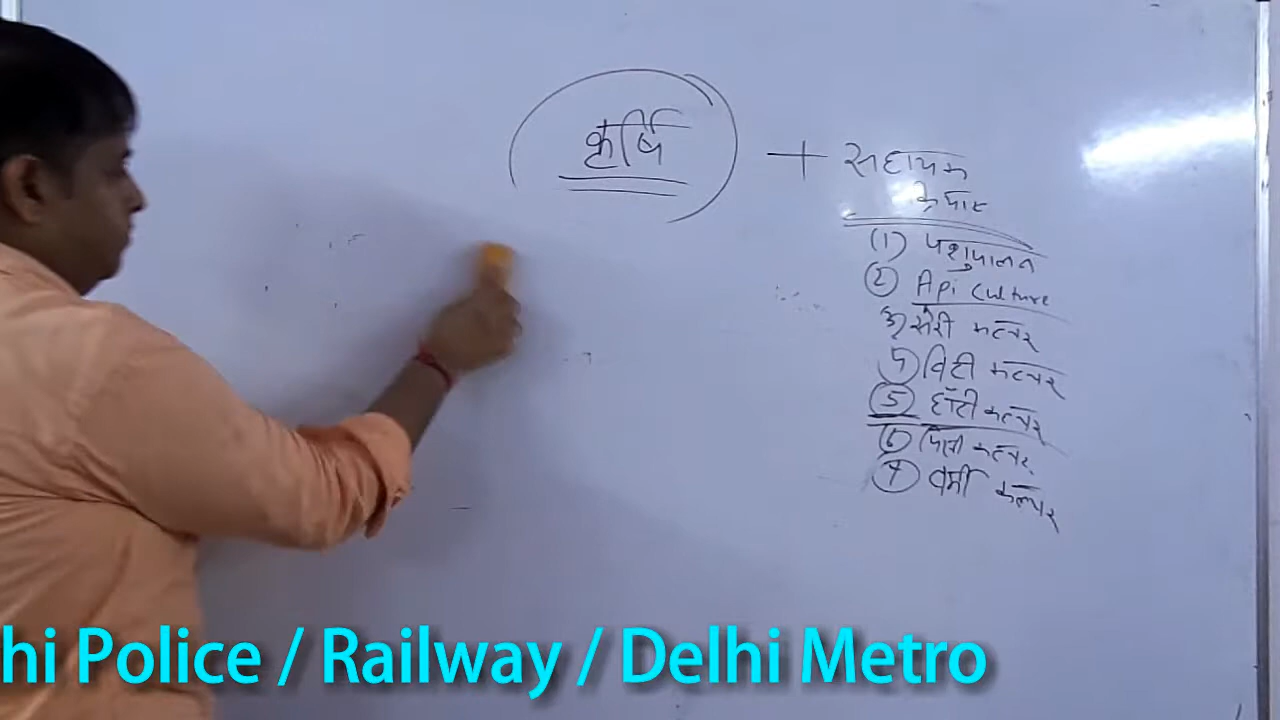 कृषि
+ सहायक
(1) पशुपालन
(2) Api Culture
3) सेरी कल्चर
विटी कल्चर
(5) हॉर्टी कल्चर
(6) कल्चर
(7) वर्मी कल्चर
hi Police / Railway / Delhi Metro